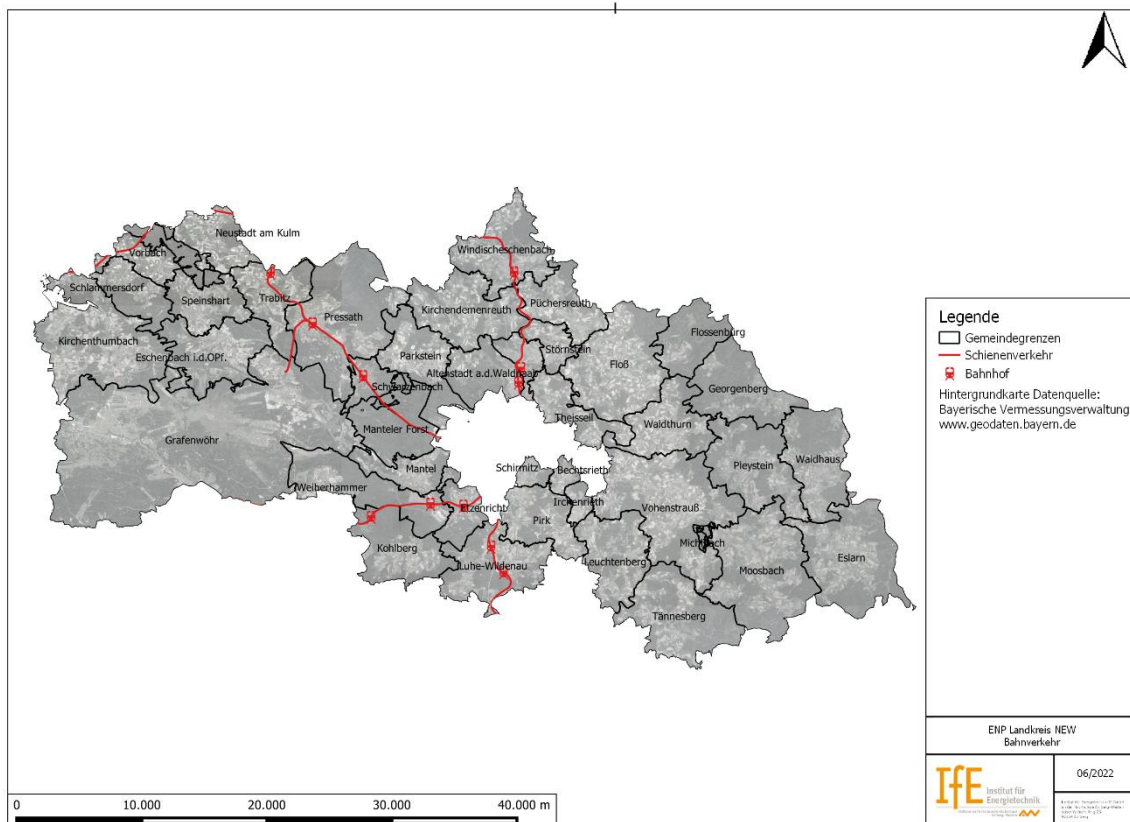 Neustadt am Kulm
Vorbach
Windischeschenbach
Schlammersdorf
Speinshart
Trabitz
Püchersreuth
Kirchendemenreuth
Pressath
Flossenbürg
Kirchenthumbach
Störnstein
Eschenbach i.d.OPf.
Parkstein
Floß
Altenstadt a.d.Waldnaab
Schwarzenbach
Georgenberg
Theisseil
Waldthurn
Manteler Forst
Grafenwöhr
Mantel
Schirmitz
Bechtsrieth
Pleystein
Waidhaus
Weiherhammer
Irchenrieth
Etzenricht
Vohenstrauß
Pirk
Kohlberg
Michlbach
Eslarn
Luhe-Wildenau
Leuchtenberg
Moosbach
Tännesberg
Legende
Gemeindegrenzen
Schienenverkehr
Bahnhof
Hintergrundkarte Datenquelle:
Bayerische Vermessungsverwaltung
www.geodaten.bayern.de
ENP Landkreis NEW
Bahnverkehr
IfE Institut für
Energietechnik
06/2022
0 10.000 20.000 30.000 40.000 m